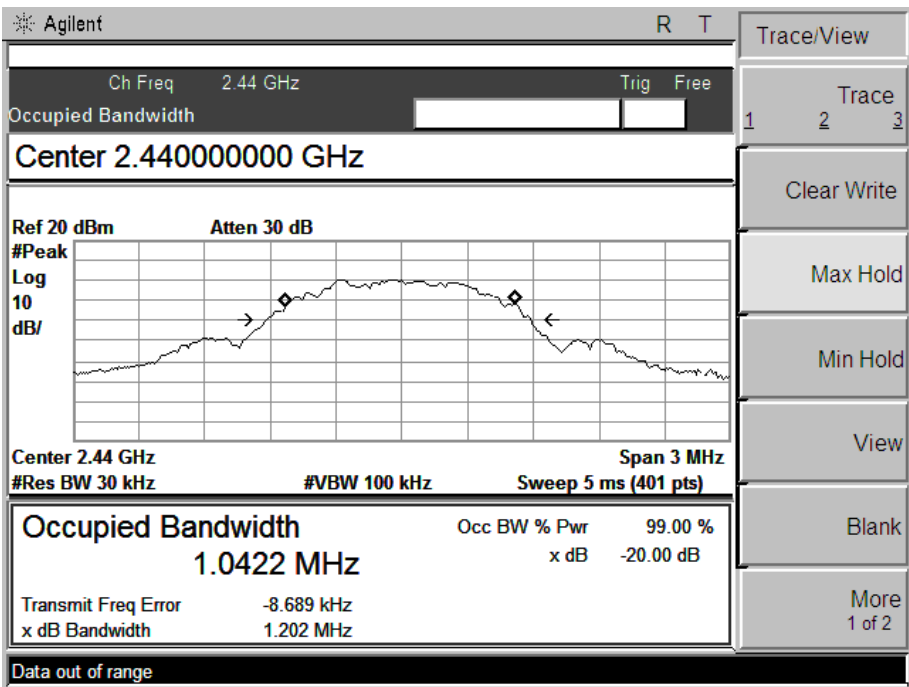 Agilent R T
Trace/View
Ch Freq 2.44 GHz Trig Free
Occupied Bandwidth
Trace
1 2 3
Center 2.440000000 GHz
Clear Write
Ref 20 dBm Atten 30 dB
#Peak
Log
10
dB/
Max Hold
Min Hold
View
Center 2.44 GHz Span 3 MHz
#Res BW 30 kHz #VBW 100 kHz Sweep 5 ms (401 pts)
Occupied Bandwidth Occ BW % Pwr 99.00 %
1.0422 MHz x dB -20.00 dB
Blank
Transmit Freq Error -8.689 kHz
x dB Bandwidth 1.202 MHz
More
1 of 2
Data out of range